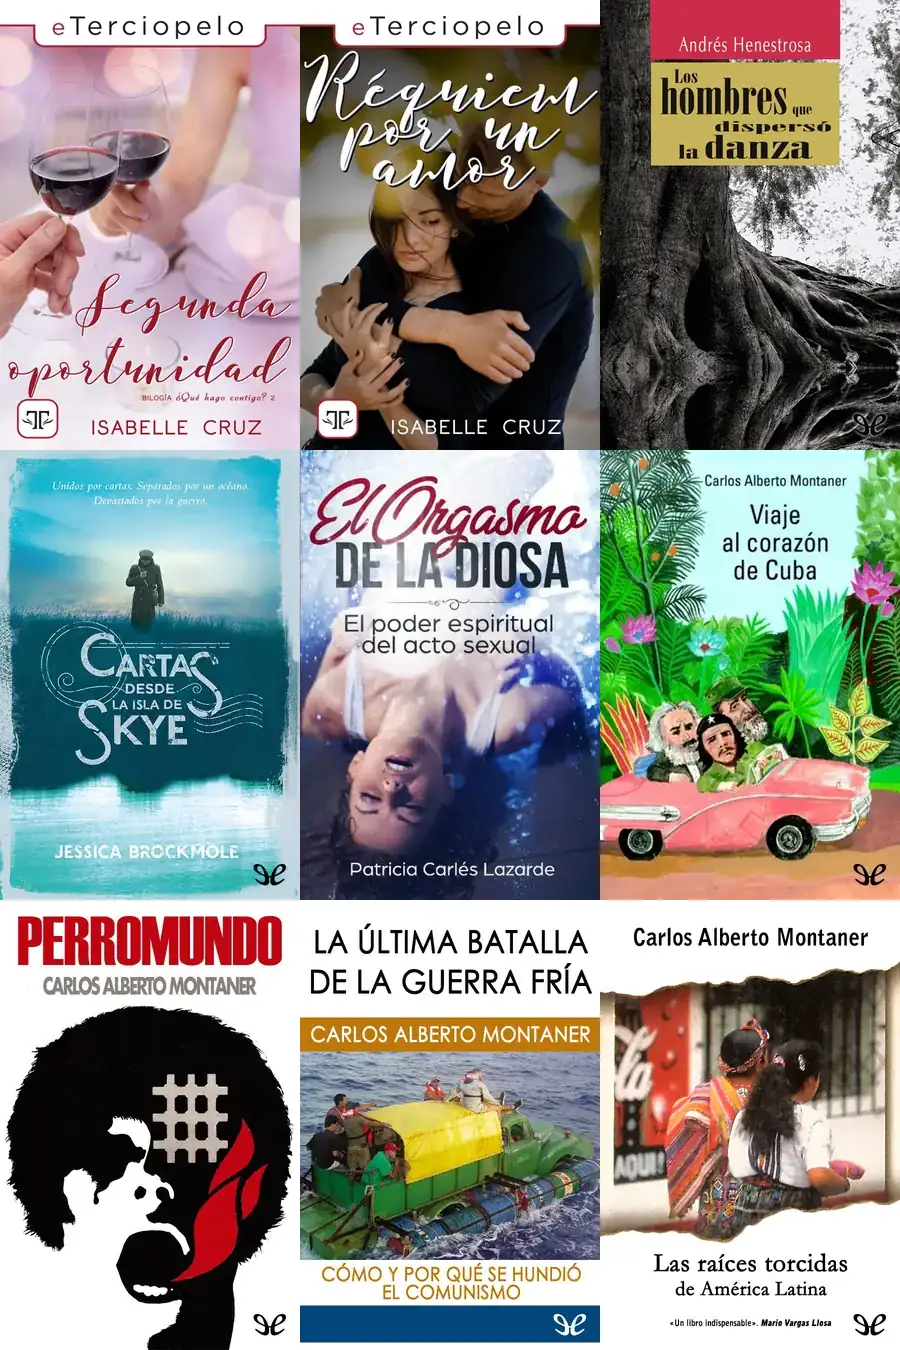 eTerciopelo
Segunda
oportunidad
BILOGÍA ¿Qué hago contigo? 2
ISABELLE CRUZ
eTerciopelo
Réquiem
por un
amor
ISABELLE CRUZ
Andrés Henestrosa
Los
hombres que
dispersó
la danza
Unidos por cartas. Separados por un océano.
Devastados por la guerra.
CARTAS
DESDE
LA ISLA DE
SKYE
JESSICA BROCKMOLE
El Orgasmo
DE LA DIOSA
El poder espiritual
del acto sexual
Patricia Carlés Lazarde
Carlos Alberto Montaner
Viaje
al corazón
de Cuba
PERROMUNDO
CARLOS ALBERTO MONTANER
LA ÚLTIMA BATALLA
DE LA GUERRA FRÍA
CARLOS ALBERTO MONTANER
CÓMO Y POR QUÉ SE HUNDIÓ
EL COMUNISMO
Carlos Alberto Montaner
AQUI!
Las raíces torcidas
de América Latina
«Un libro indispensable». Mario Vargas Llosa